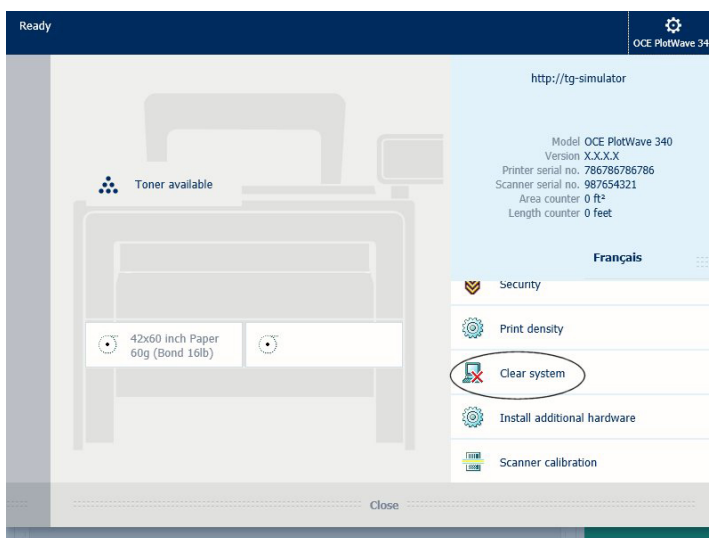 Ready
OCE PlotWave 34
http://tg-simulator
Model OCE PlotWave 340
Version X.X.X.X
Printer serial no. 786786786786
Scanner serial no. 987654321
Area counter 0 ft²
Length counter 0 feet
Français
Toner available
42x60 inch Paper
60g (Bond 16lb)
Security
Print density
Clear system
Install additional hardware
Scanner calibration
Close